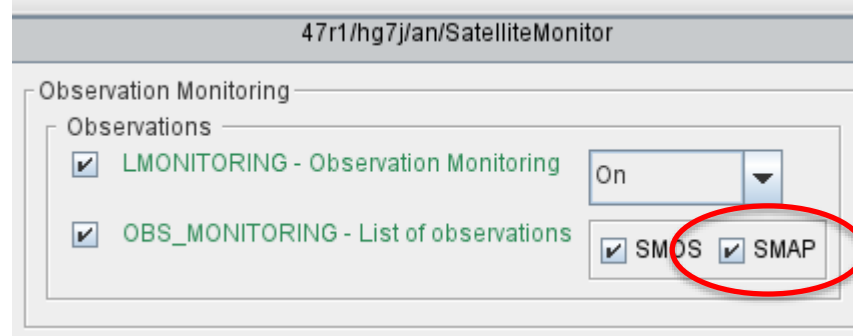 47r1/hg7j/an/SatelliteMonitor
Observation Monitoring
Observations
LMONITORING - Observation Monitoring On
OBS_MONITORING - List of observations SMOS SMAP